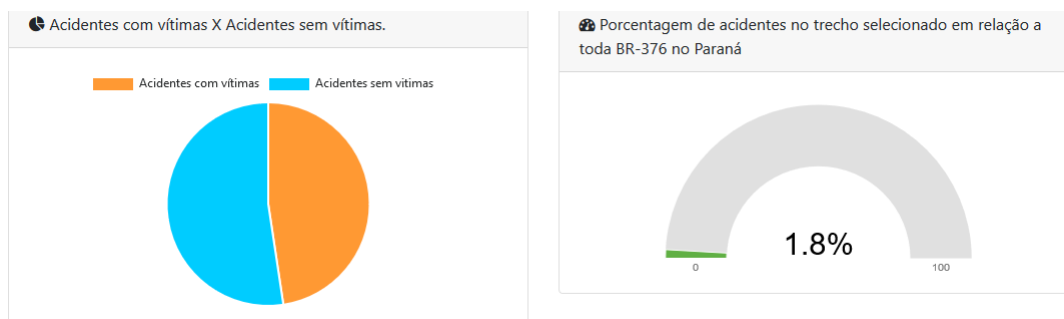 Acidentes com vítimas X Acidentes sem vítimas.
Acidentes com vítimas
Acidentes sem vitimas
Porcentagem de acidentes no trecho selecionado em relação a
toda BR-376 no Paraná
1.8%
0
100